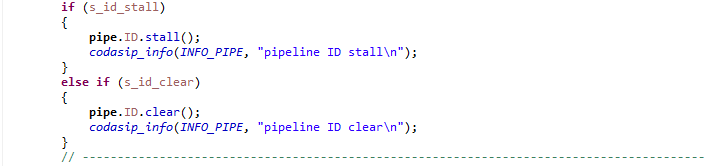 if (s_id_stall)
{
pipe.ID.stall();
codasip_info(INFO_PIPE, "pipeline ID stall\n");
}
else if (s_id_clear)
{
pipe.ID.clear();
codasip_info(INFO_PIPE, "pipeline ID clear\n");
}
// ------------------------------------------------------------------------------------------